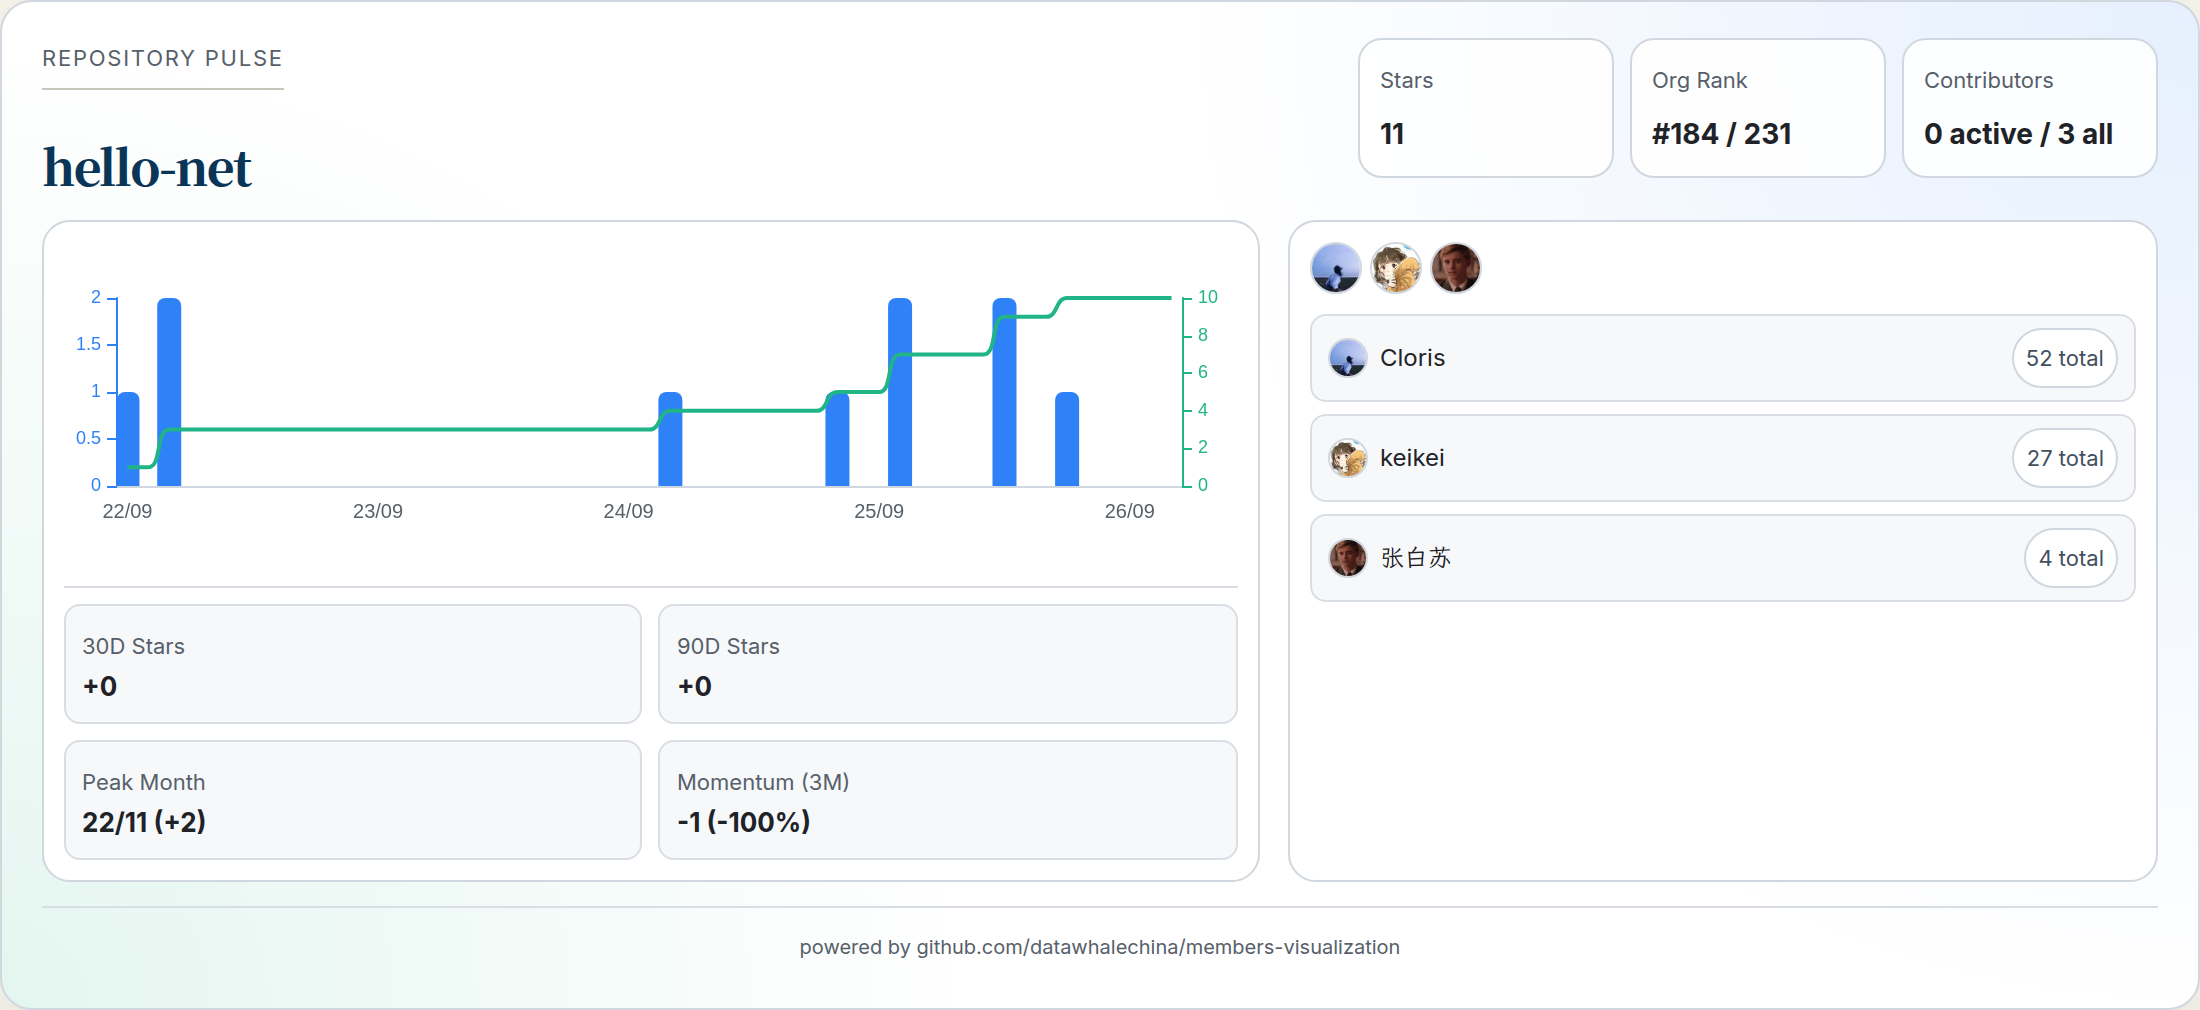 REPOSITORY PULSE
hello-net
Stars
11
Org Rank
#184 / 231
Contributors
0 active / 3 all
2
1.5
1
0.5
0
10
8
6
4
2
0
22/09
23/09
24/09
25/09
26/09
30D Stars
+0
90D Stars
+0
Peak Month
22/11 (+2)
Momentum (3M)
-1 (-100%)
Cloris
52 total
keikei
27 total
张白苏
4 total
powered by github.com/datawhalechina/members-visualization